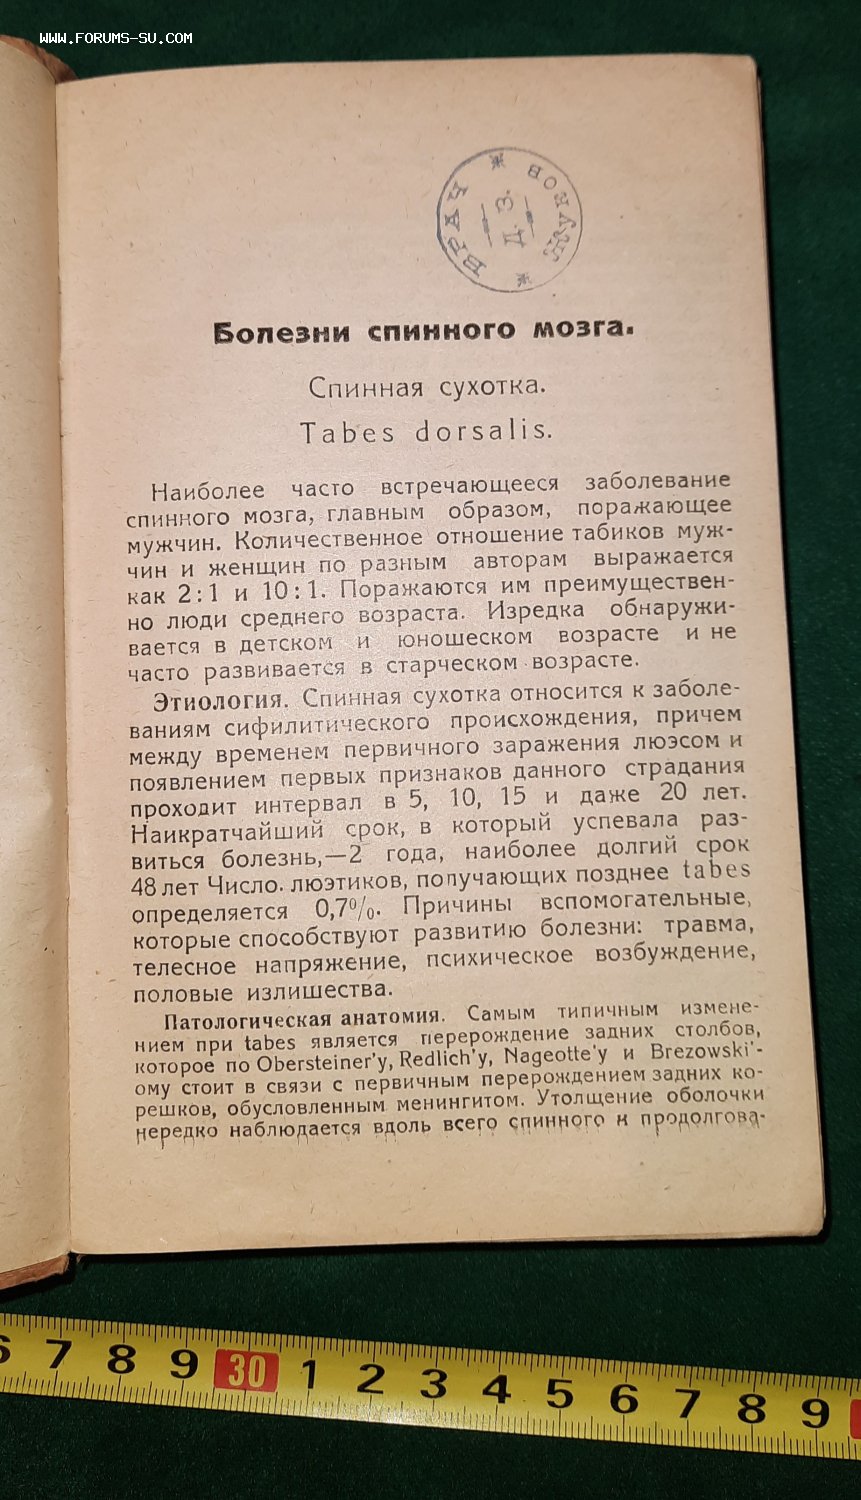 WWW.FORUMS-SU.COM
ВРАЧ * Д. З. * Жуков
Болезни спинного мозга.
Спинная сухотка.
Tabes dorsalis.
Наиболее часто встречающееся заболевание
спинного мозга, главным образом, поражающее
мужчин. Количественное отношение табиков муж-
чин и женщин по разным авторам выражается
как 2:1 и 10:1. Поражаются им преимуществен-
но люди среднего возраста. Изредка обнаружи-
вается в детском и юношеском возрасте и не
часто развивается в старческом возрасте.
Этиология. Спинная сухотка относится к заболе-
ваниям сифилитического происхождения, причем
между временем первичного заражения люэсом и
появлением первых признаков данного страдания
проходит интервал в 5, 10, 15 и даже 20 лет.
Наикратчайший срок, в который успевала раз-
виться болезнь,—2 года, наиболее долгий срок
48 лет Число. люэтиков, получающих позднее tabes
определяется 0,7%. Причины вспомогательные,
которые способствуют развитию болезни: травма,
телесное напряжение, психическое возбуждение,
половые излишества.
Патологическая анатомия. Самым типичным измене-
нием при tabes является перерождение задних столбов,
которое по Obersteiner'у, Redlich'у, Nageotte'у и Brezowski'-
ому стоит в связи с первичным перерождением задних ко-
решков, обусловленным менингитом. Утолщение оболочки
нередко наблюдается вдоль всего спинного и продолгова-
6 7 8 9 30 1 2 3 4 5 6 7 8 9